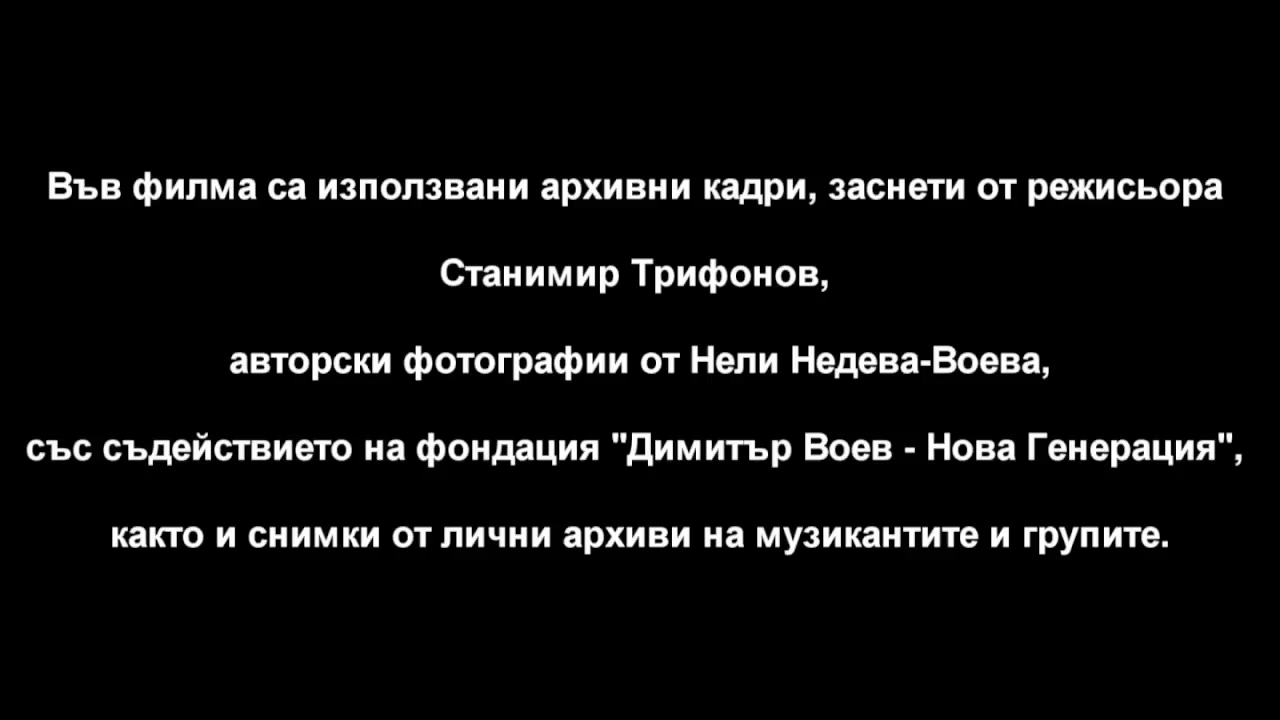 Във филма са използвани архивни кадри, заснети от режисьора
Станимир Трифонов,
авторски фотографии от Нели Недева-Воева,
със съдействието на фондация "Димитър Воев - Нова Генерация",
както и снимки от лични архиви на музикантите и групите.